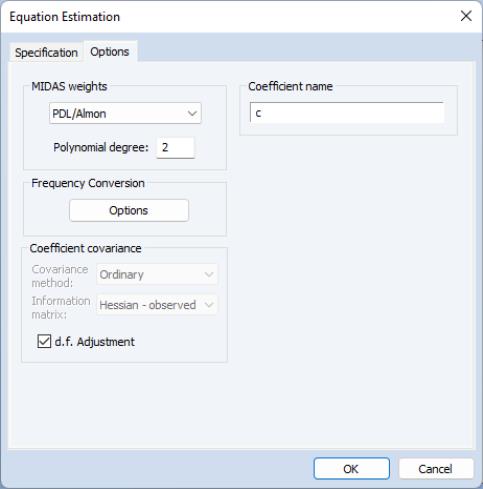 Equation Estimation
Specification
Options
MIDAS weights
PDL/Almon
Polynomial degree: 2
Frequency Conversion
Options
Coefficient covariance
Covariance
method:
Ordinary
Information
matrix:
Hessian - observed
d.f. Adjustment
Coefficient name
c
OK
Cancel